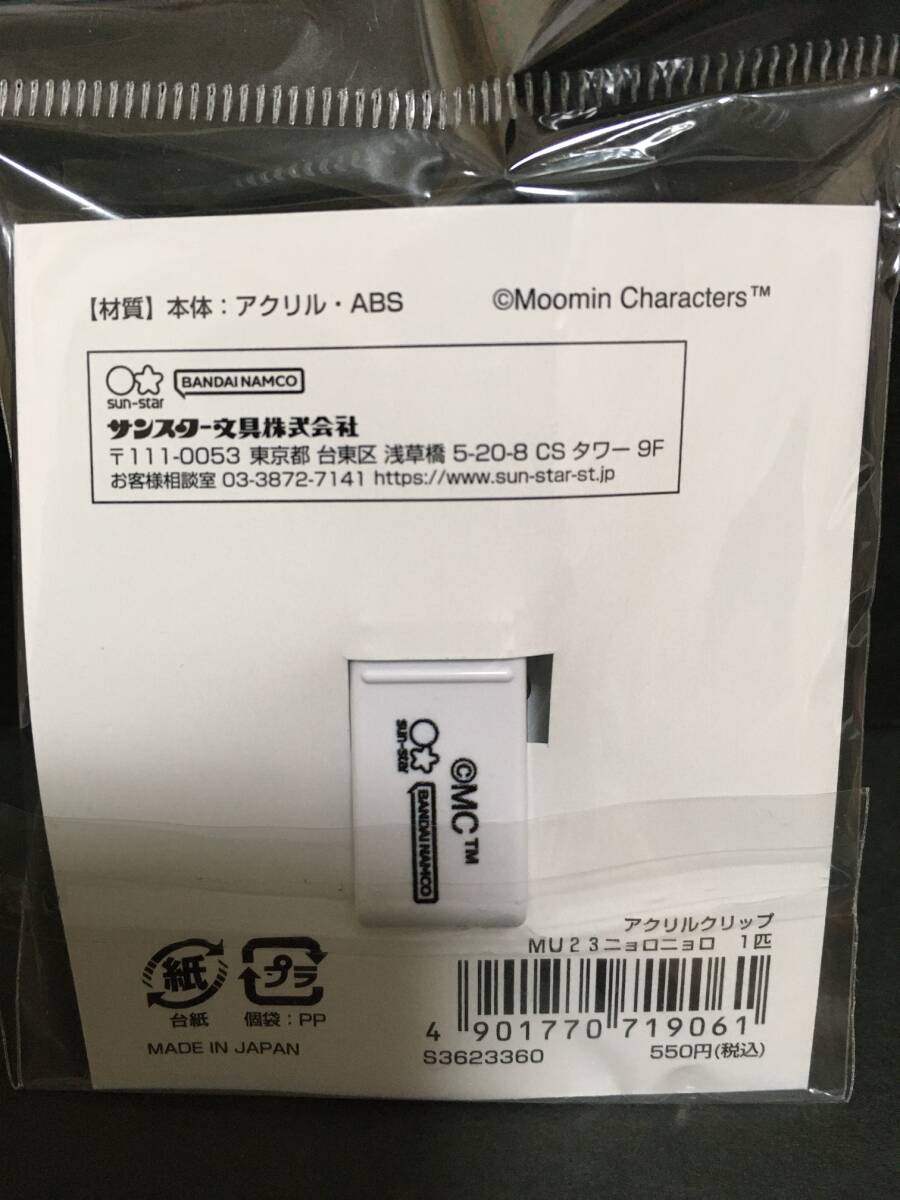 【材質】本体:アクリル・ABS
©Moomin Characters™
sun-star
BANDAI NAMCO
サンスター文具株式会社
〒111-0053 東京都 台東区 浅草橋 5-20-8 CS タワー 9F
お客様相談室 03-3872-7141 https://www.sun-star-st.jp
©MC™
sun-star
BANDAI NAMCO
アクリルクリップ
MU23ニョロニョロ 1匹
紙
台紙
プラ
個袋:PP
MADE IN JAPAN
4 901770 719061
S3623360
550円(税込)